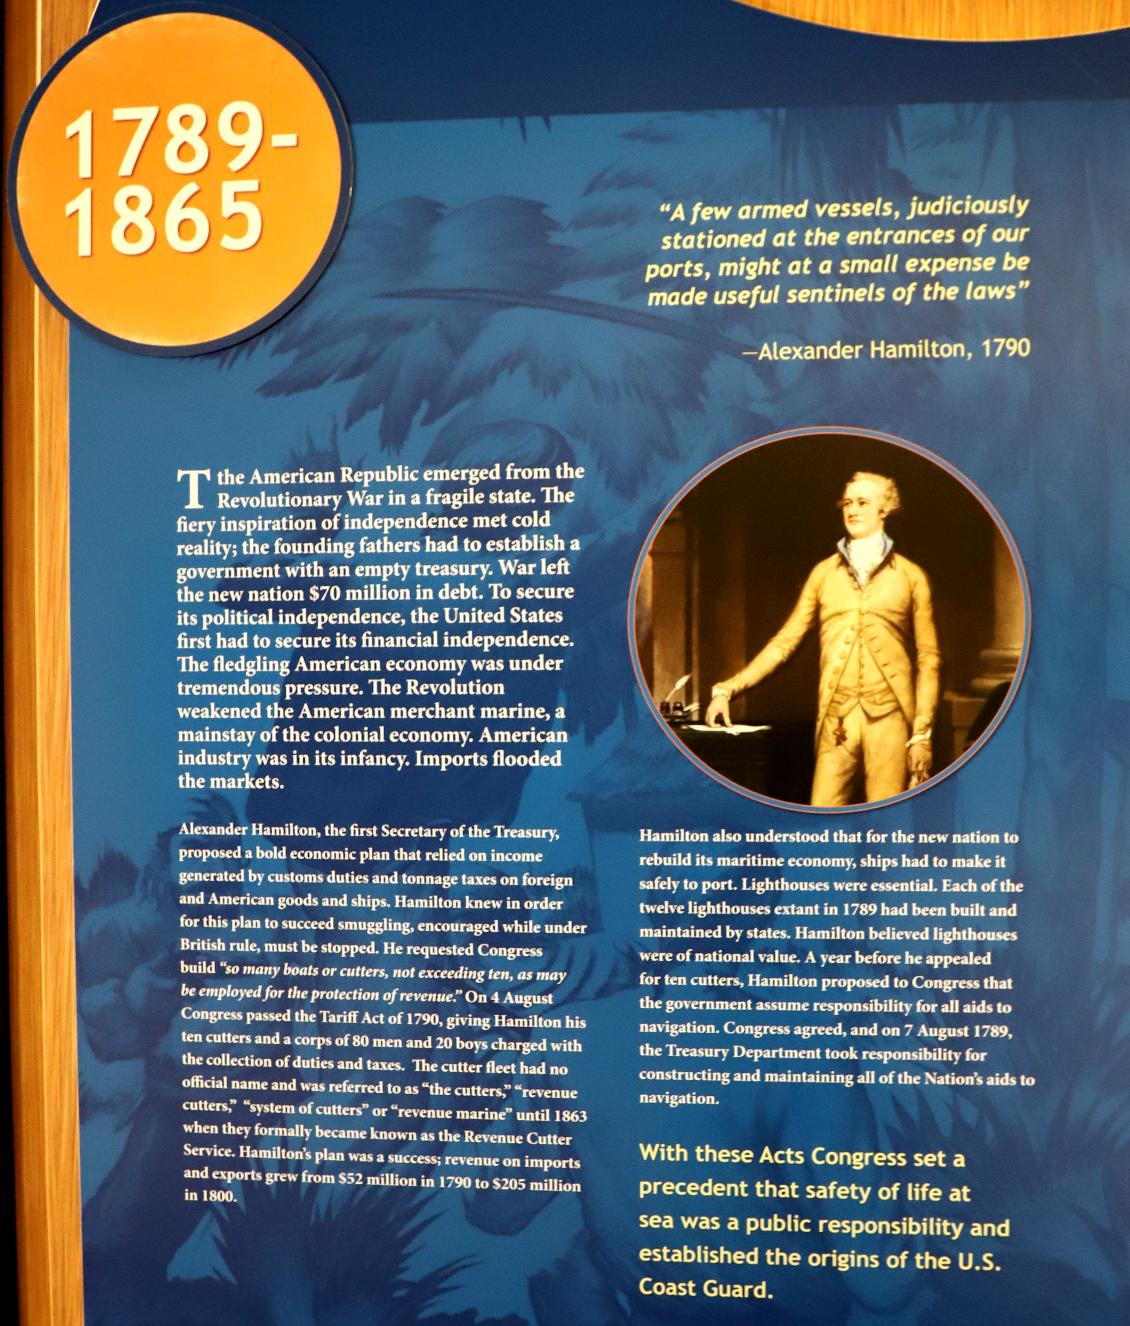 1789-
1865
“A few armed vessels, judiciously
stationed at the entrances of our
ports, might at a small expense be
made useful sentinels of the laws”
—Alexander Hamilton, 1790
T the American Republic emerged from the
Revolutionary War in a fragile state. The
fiery inspiration of independence met cold
reality; the founding fathers had to establish a
government with an empty treasury. War left
the new nation $70 million in debt. To secure
its political independence, the United States
first had to secure its financial independence.
The fledgling American economy was under
tremendous pressure. The Revolution
weakened the American merchant marine, a
mainstay of the colonial economy. American
industry was in its infancy. Imports flooded
the markets.
Alexander Hamilton, the first Secretary of the Treasury,
proposed a bold economic plan that relied on income
generated by customs duties and tonnage taxes on foreign
and American goods and ships. Hamilton knew in order
for this plan to succeed smuggling, encouraged while under
British rule, must be stopped. He requested Congress
build “so many boats or cutters, not exceeding ten, as may
be employed for the protection of revenue.” On 4 August
Congress passed the Tariff Act of 1790, giving Hamilton his
ten cutters and a corps of 80 men and 20 boys charged with
the collection of duties and taxes. The cutter fleet had no
official name and was referred to as “the cutters,” “revenue
cutters,” “system of cutters” or “revenue marine” until 1863
when they formally became known as the Revenue Cutter
Service. Hamilton’s plan was a success; revenue on imports
and exports grew from $52 million in 1790 to $205 million
in 1800.
Hamilton also understood that for the new nation to
rebuild its maritime economy, ships had to make it
safely to port. Lighthouses were essential. Each of the
twelve lighthouses extant in 1789 had been built and
maintained by states. Hamilton believed lighthouses
were of national value. A year before he appealed
for ten cutters, Hamilton proposed to Congress that
the government assume responsibility for all aids to
navigation. Congress agreed, and on 7 August 1789,
the Treasury Department took responsibility for
constructing and maintaining all of the Nation’s aids to
navigation.
With these Acts Congress set a
precedent that safety of life at
sea was a public responsibility and
established the origins of the U.S.
Coast Guard.